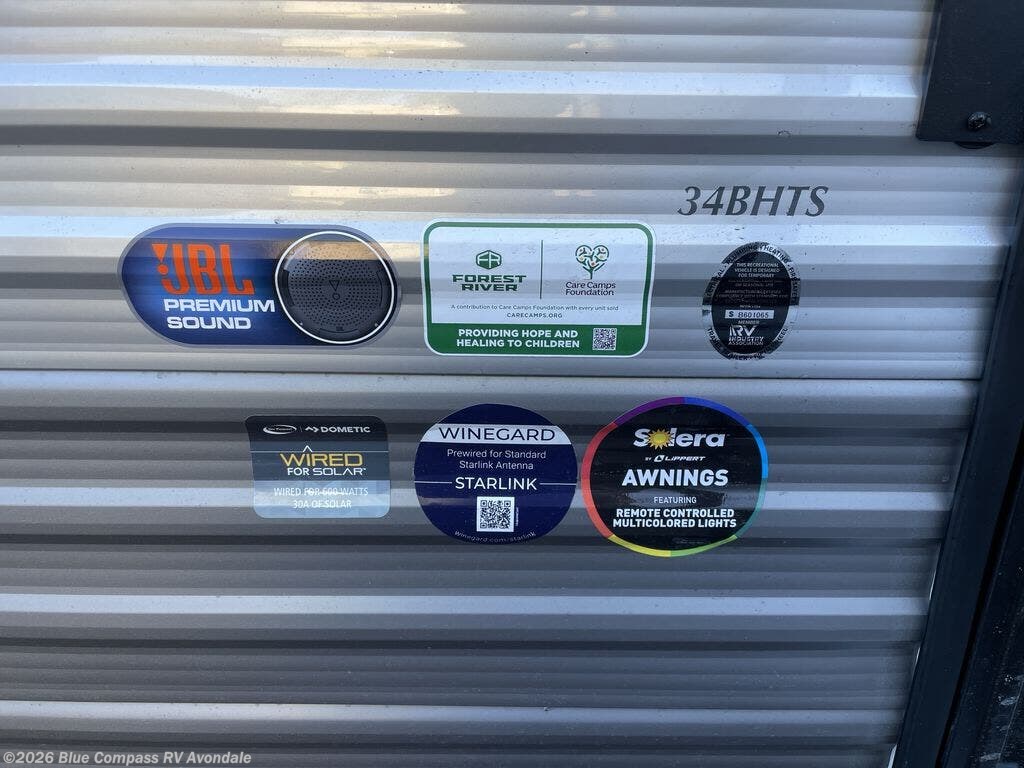 34BHTS
JBL
PREMIUM
SOUND
FOREST
RIVER
Care Camps
Foundation
A contribution to Care Camps Foundation with every unit sold
CARECAMPS.ORG
PROVIDING HOPE AND
HEALING TO CHILDREN
THIS RECREATIONAL
VEHICLE IS DESIGNED
FOR TEMPORARY
S B601065
MEMBER
RV
INDUSTRY
ASSOCIATION
DOMETIC
WIRED
FOR SOLAR
WIRED FOR 600 WATTS
30A OF SOLAR
WINEGARD
Prewired for Standard
Starlink Antenna
STARLINK
winegard.com/starlink
Solera
BY LIPPERT
AWNINGS
FEATURING
REMOTE CONTROLLED
MULTICOLORED LIGHTS
©2026 Blue Compass RV Avondale